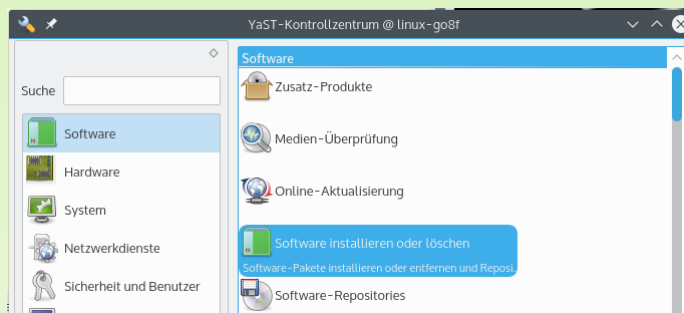 YaST-Kontrollzentrum @ linux-go8f
Suche
Software
Hardware
System
Netzwerkdienste
Sicherheit und Benutzer
Software
Zusatz-Produkte
Medien-Überprüfung
Online-Aktualisierung
Software installieren oder löschen
Software-Pakete installieren oder entfernen und Reposi.
Software-Repositories